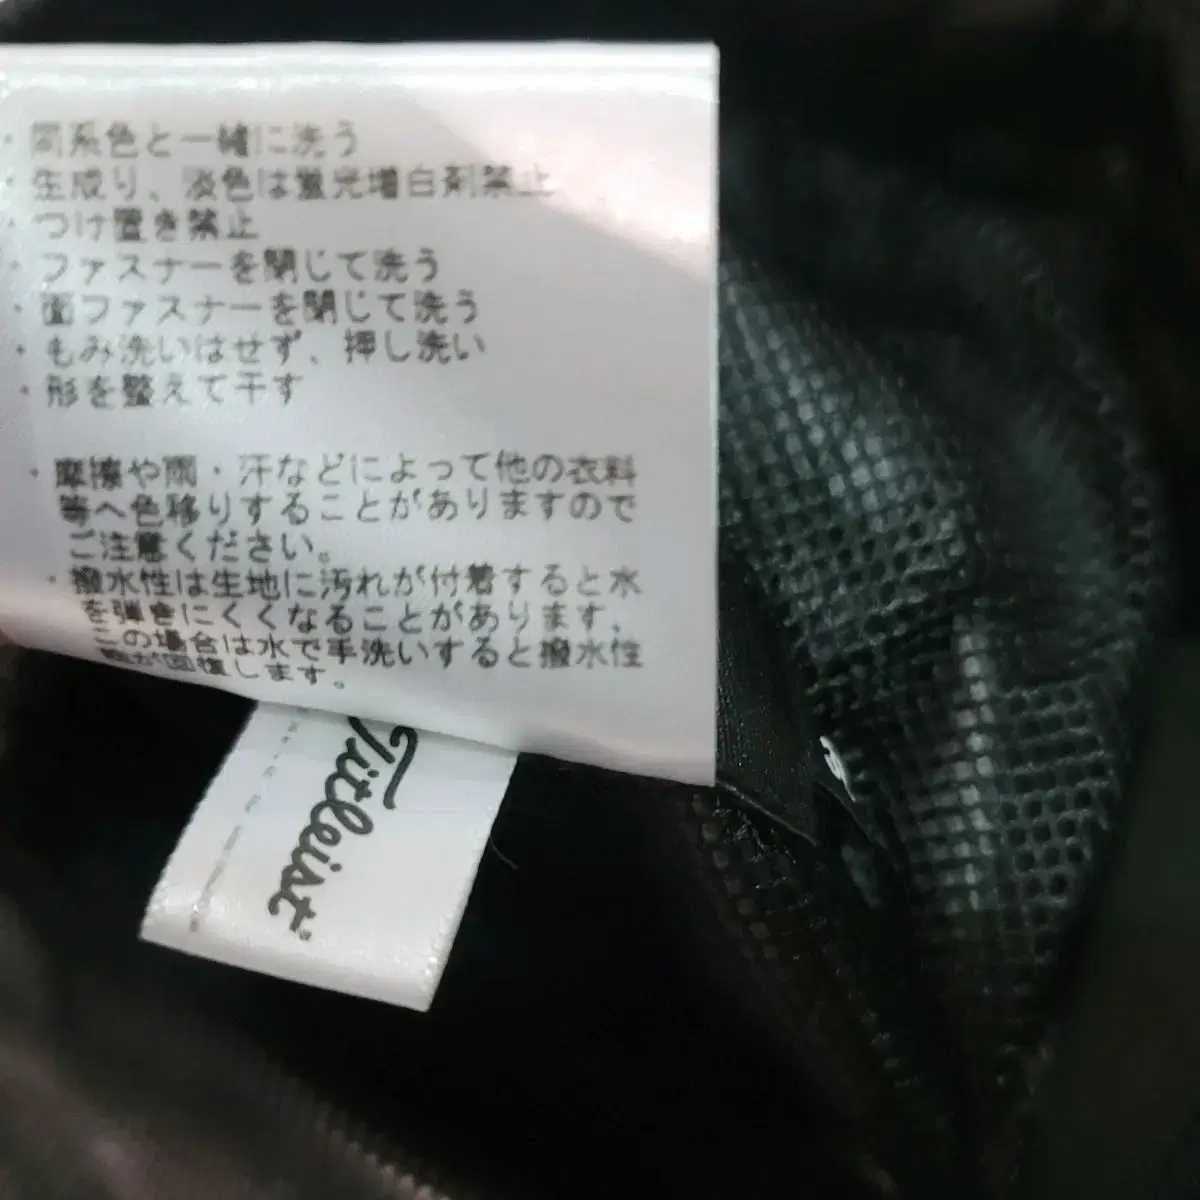 ・同系色と一緒に洗う
・生成り、淡色は蛍光増白剤禁止
・つけ置き禁止
・ファスナーを閉じて洗う
・面ファスナーを閉じて洗う
・もみ洗いはせず、押し洗い
・形を整えて干す
・摩擦や雨・汗などによって他の衣料
等へ色移りすることがありますので
ご注意ください。
・撥水性は生地に汚れが付着すると水
を弾きにくくなることがあります、
この場合は水で手洗いすると撥水性
が回復します。
Titleist